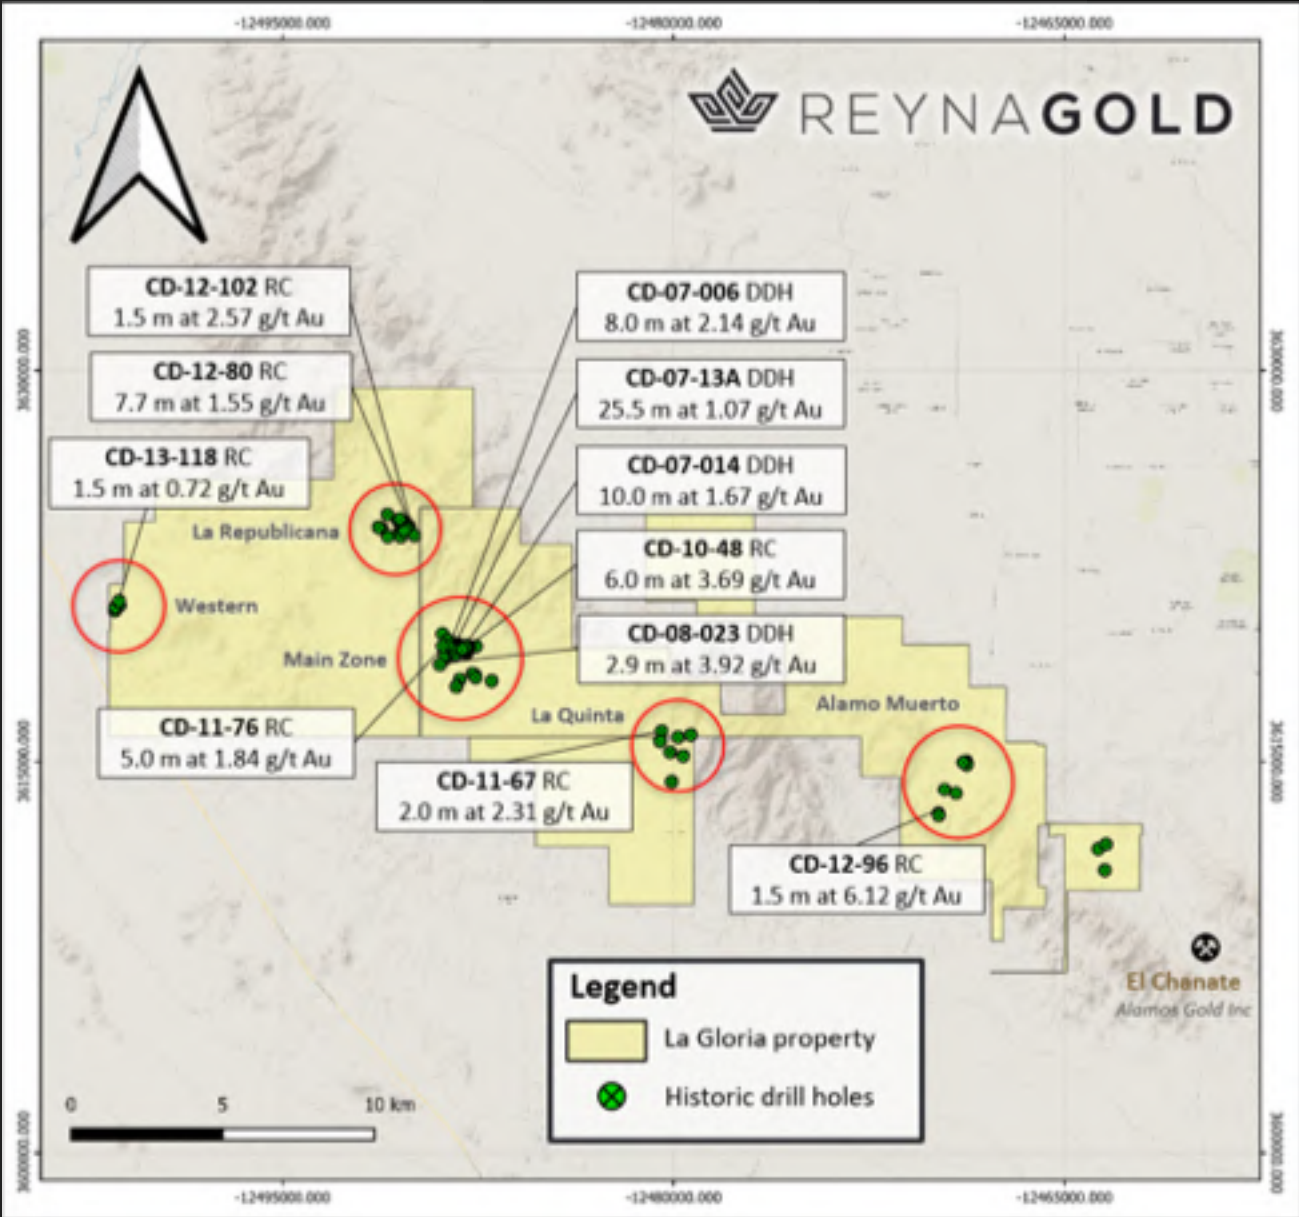 -12495000.000
-12480000.000
-12465000.000
REYNAGOLD
CD-12-102 RC
1.5 m at 2.57 g/t Au
CD-12-80 RC
7.7 m at 1.55 g/t Au
CD-13-118 RC
1.5 m at 0.72 g/t Au
CD-07-006 DDH
8.0 m at 2.14 g/t Au
CD-07-13A DDH
25.5 m at 1.07 g/t Au
CD-07-014 DDH
10.0 m at 1.67 g/t Au
CD-10-48 RC
6.0 m at 3.69 g/t Au
CD-08-023 DDH
2.9 m at 3.92 g/t Au
La Republicana
Western
Main Zone
La Quinta
Alamo Muerto
CD-11-76 RC
5.0 m at 1.84 g/t Au
CD-11-67 RC
2.0 m at 2.31 g/t Au
CD-12-96 RC
1.5 m at 6.12 g/t Au
El Chanate
Alamos Gold Inc
Legend
La Gloria property
Historic drill holes
0 5 10 km
3630000.000
3615000.000
3600000.000
3630000.000
3615000.000
3600000.000
-12495000.000
-12480000.000
-12465000.000